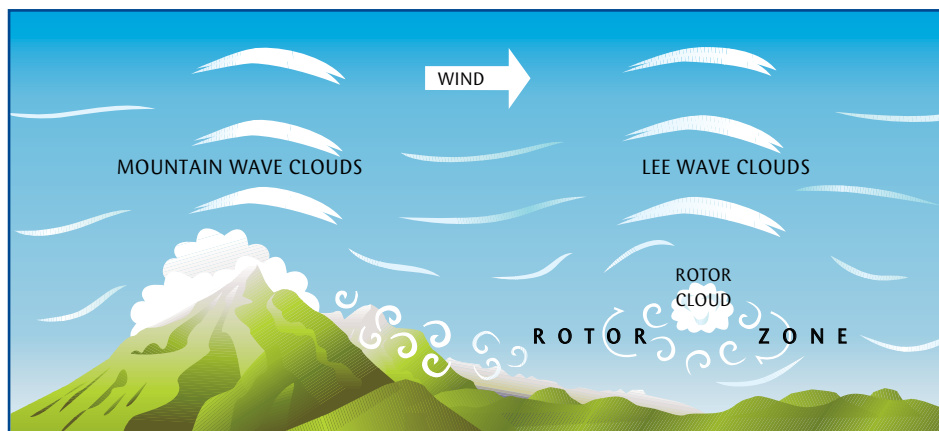 WIND
MOUNTAIN WAVE CLOUDS
LEE WAVE CLOUDS
ROTOR
CLOUD
ROTOR ZONE